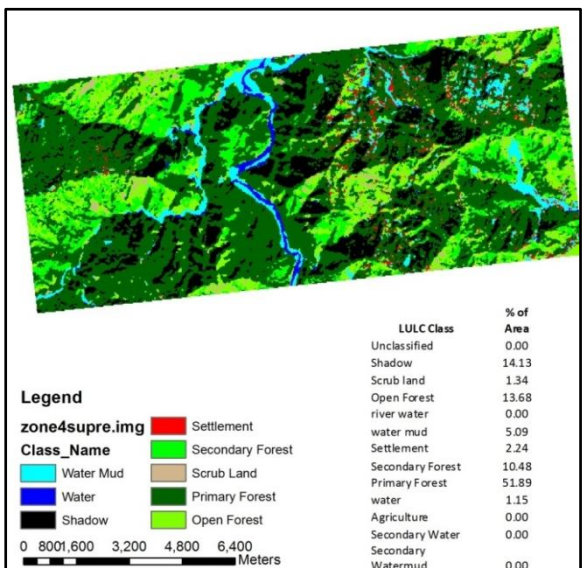 % of
LULC Class Area
Unclassified 0.00
Shadow 14.13
Scrub land 1.34
Open Forest 13.68
river water 0.00
water mud 5.09
Settlement 2.24
Secondary Forest 10.48
Primary Forest 51.89
water 1.15
Agriculture 0.00
Secondary Water 0.00
Secondary
Watermud 0.00
Legend
zone4supre.img
Class_Name
Water Mud
Water
Shadow
Settlement
Secondary Forest
Scrub Land
Primary Forest
Open Forest
0 8001,600 3,200 4,800 6,400
Meters